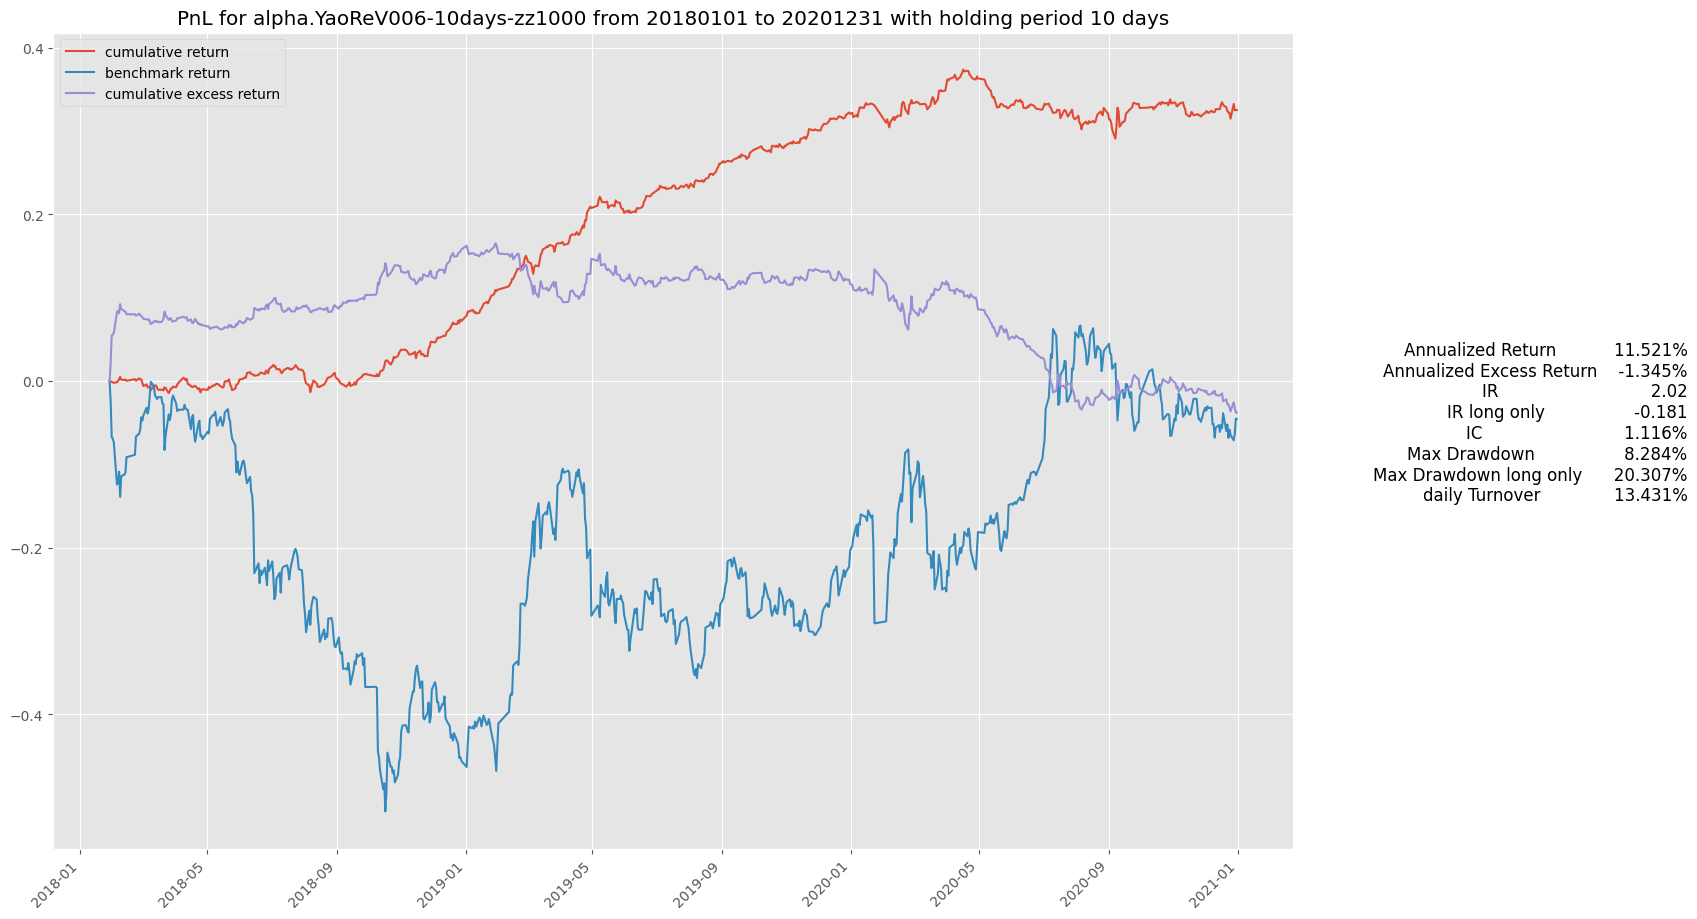 PnL for alpha.YaoReV006-10days-zz1000 from 20180101 to 20201231 with holding period 10 days
cumulative return
benchmark return
cumulative excess return
0.4
0.2
0.0
−0.2
−0.4
2018-01
2018-05
2018-09
2019-01
2019-05
2019-09
2020-01
2020-05
2020-09
2021-01
Annualized Return 11.521%
Annualized Excess Return -1.345%
IR 2.02
IR long only -0.181
IC 1.116%
Max Drawdown 8.284%
Max Drawdown long only 20.307%
daily Turnover 13.431%